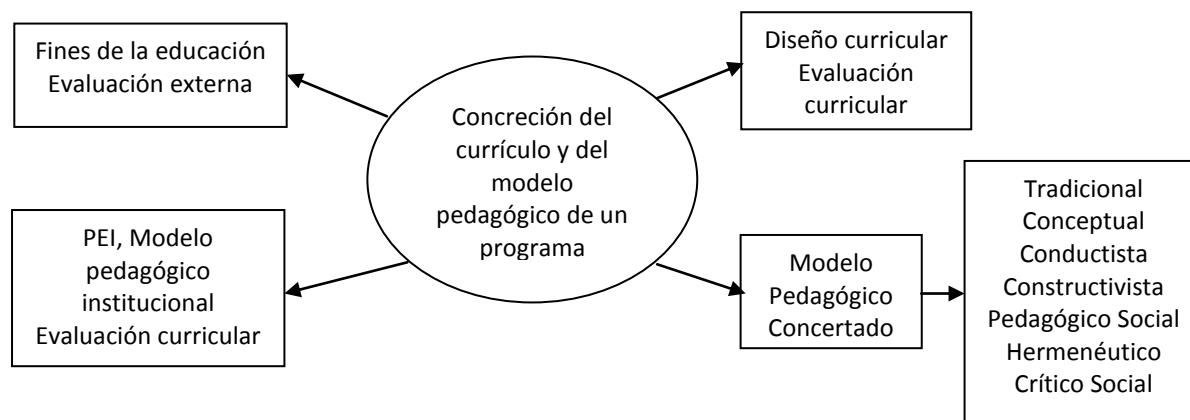 Fines de la educación
Evaluación externa
Diseño curricular
Evaluación
curricular
Concreción del
currículo y del
modelo
pedagógico de un
programa
PEI, Modelo
pedagógico
institucional
Evaluación curricular
Modelo
Pedagógico
Concertado
Tradicional
Conceptual
Conductista
Constructivista
Pedagógico Social
Hermenéutico
Crítico Social